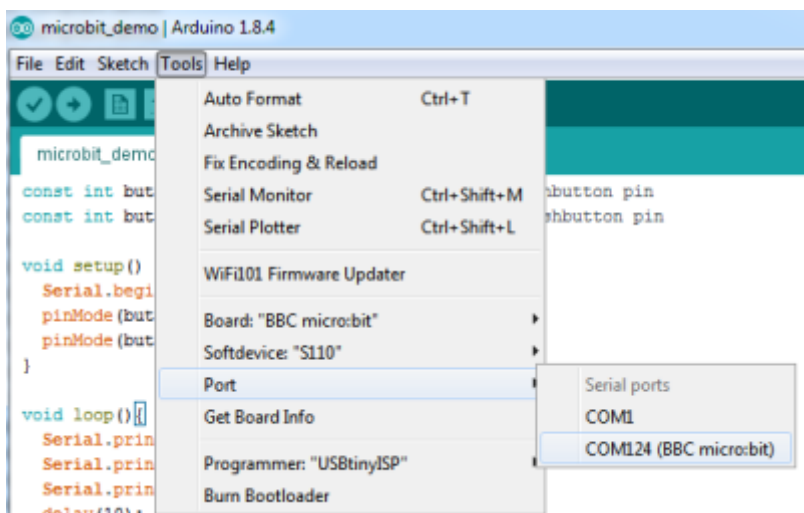 microbit_demo | Arduino 1.8.4
File Edit Sketch Tools Help
microbit_demo
Auto Format Ctrl+T
Archive Sketch
Fix Encoding & Reload
Serial Monitor Ctrl+Shift+M
Serial Plotter Ctrl+Shift+L
WiFi101 Firmware Updater
Board: "BBC micro:bit"
Softdevice: "S110"
Port
Get Board Info
Programmer: "USBtinyISP"
Burn Bootloader
Serial ports
COM1
COM124 (BBC micro:bit)
const int but hbutton pin
const int but shbutton pin
void setup()
Serial.begi
pinMode(but
pinMode(but
}
void loop(){
Serial.prin
Serial.prin
Serial.prin
delay(10);